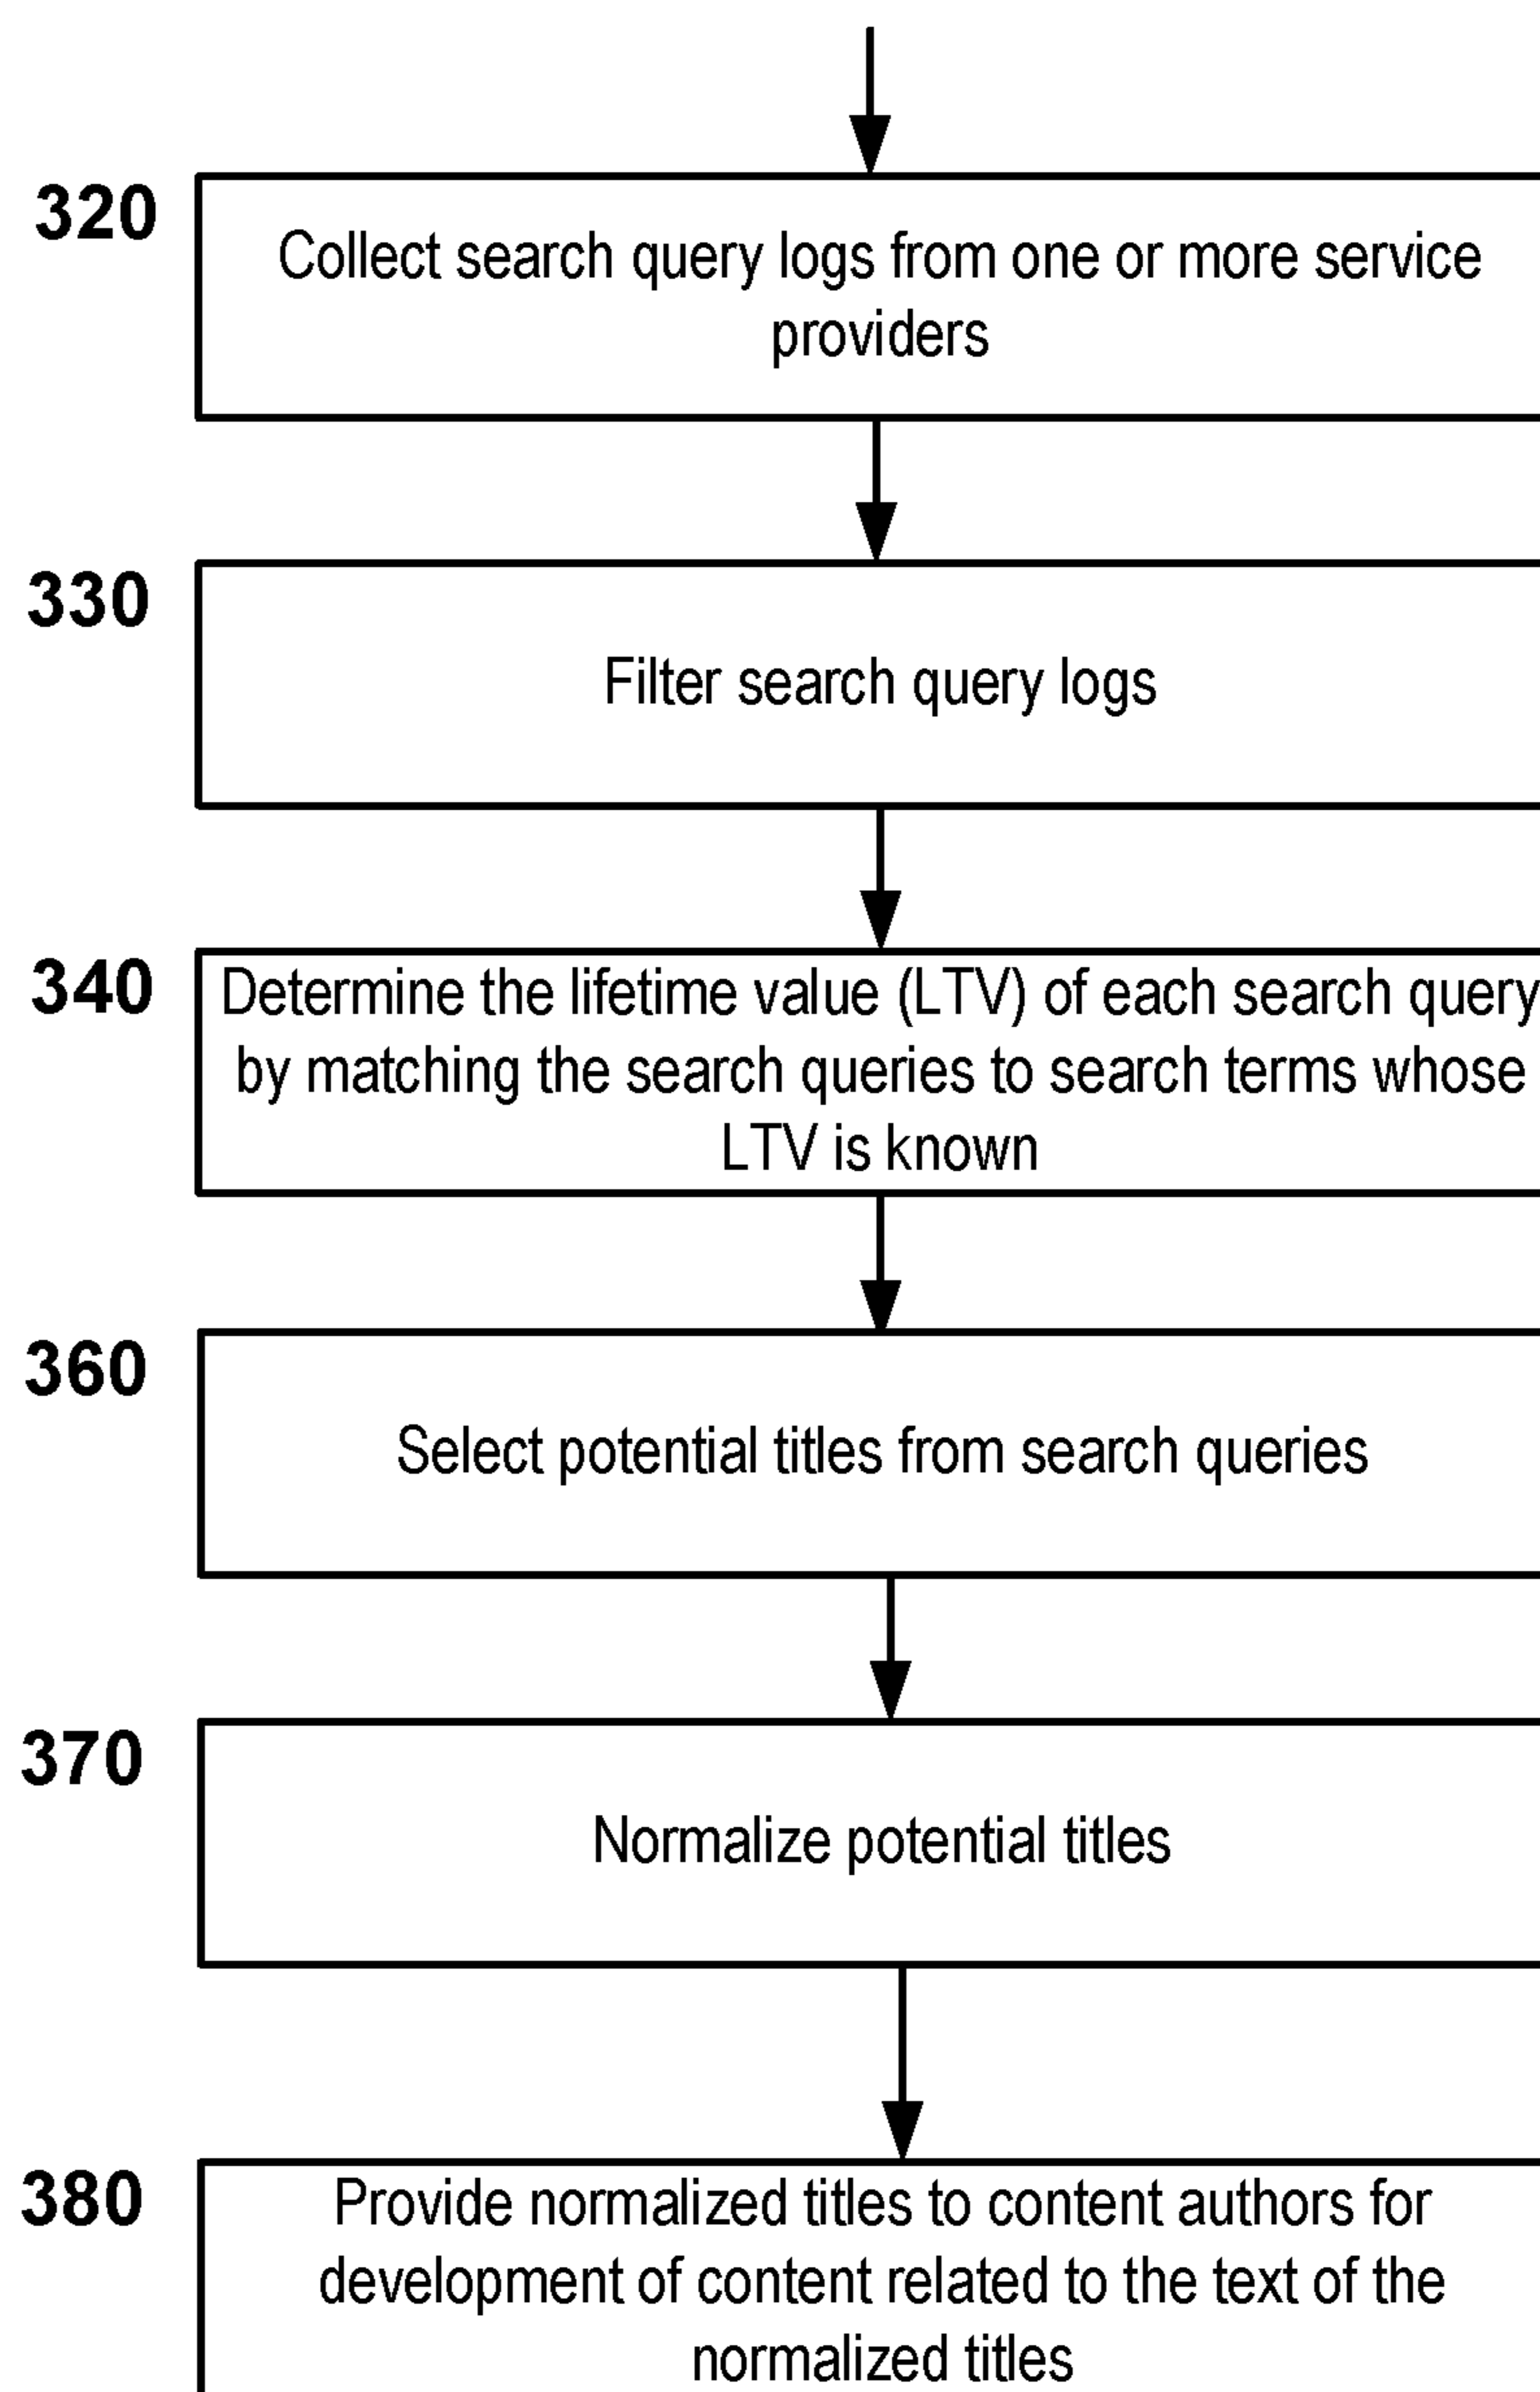 320
Collect search query logs from one or more service
providers
330
Filter search query logs
340
Determine the lifetime value (LTV) of each search query
by matching the search queries to search terms whose
LTV is known
360
Select potential titles from search queries
370
Normalize potential titles
380
Provide normalized titles to content authors for
development of content related to the text of the
normalized titles